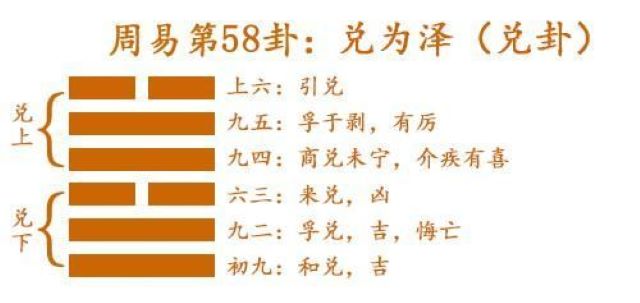 周易第58卦：兑为泽（兑卦）
兑上
上六：引兑
九五：孚于剥，有厉
九四：商兑未宁，介疾有喜
兑下
六三：来兑，凶
九二：孚兑，吉，悔亡
初九：和兑，吉